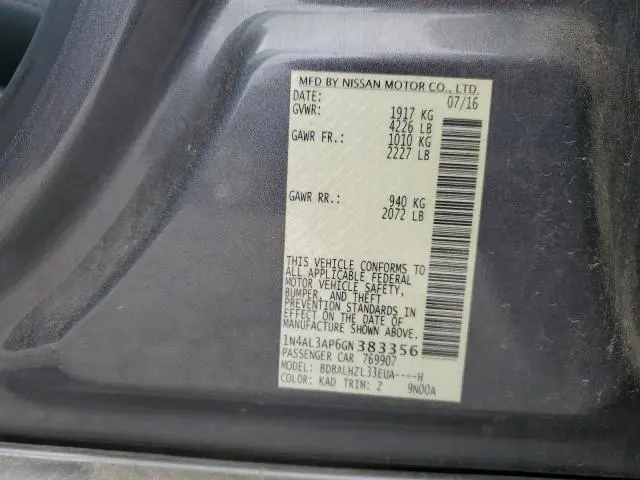 MFD BY NISSAN MOTOR CO., LTD.
DATE: 07/16
GVWR: 1917 KG
4226 LB
GAWR FR.: 1010 KG
2227 LB
GAWR RR.: 940 KG
2072 LB
THIS VEHICLE CONFORMS TO
ALL APPLICABLE FEDERAL
MOTOR VEHICLE SAFETY,
BUMPER, AND THEFT
PREVENTION STANDARDS IN
EFFECT ON THE DATE OF
MANUFACTURE SHOWN ABOVE.
1N4AL3AP6GN383356
PASSENGER CAR 769907
MODEL: BDBALHZL33EUA----H
COLOR: KAD TRIM: Z 9N00A